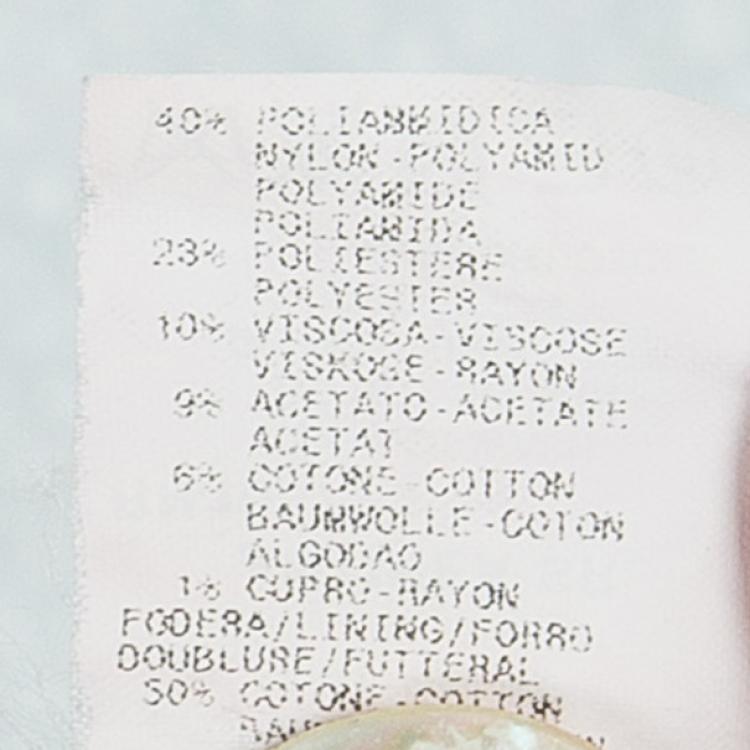 40% POLIAMMIDICA
NYLON-POLYAMID
POLYAMIDE
POLIAMIDA
POLIESTERE
POLYESTER
10% VISCOSA-VISCOSE
VISKOSE-RAYON
9% ACETATO-ACETATE
ACETAT
6% COTONE-COTTON
BAUMWOLLE-COTON
ALGODAO
1% CUPRO-RAYON
FODERA/LINING/FORRO
DOUBLURE/FUTTERAL
50% COTONE-COTTON